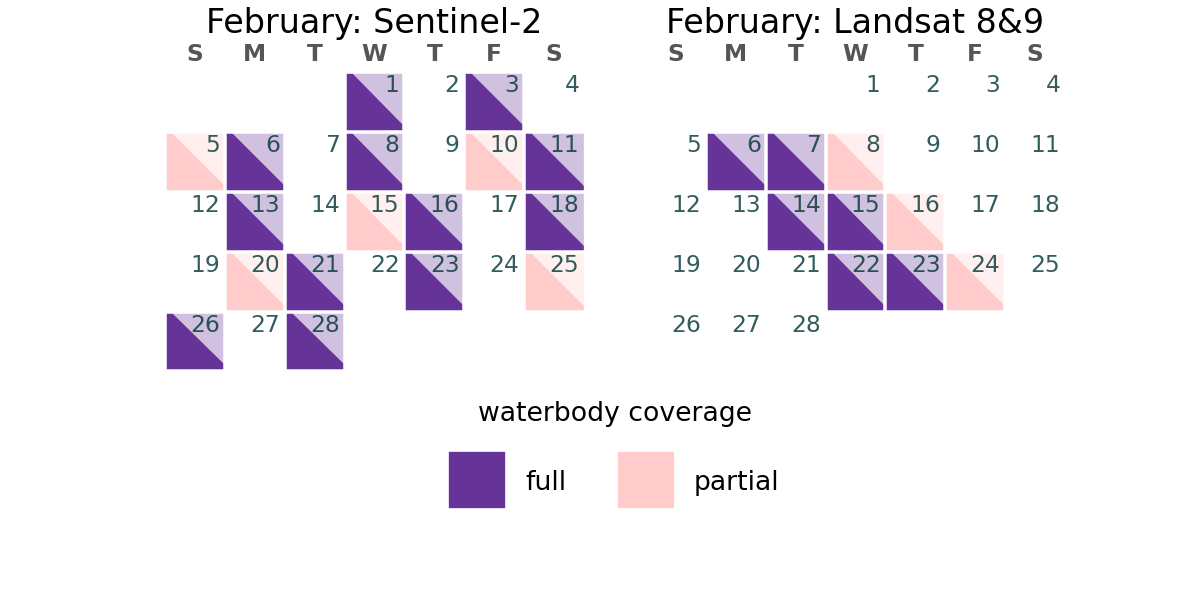 February: Sentinel-2
S M T W T F S
1 2 3 4
5 6 7 8 9 10 11
12 13 14 15 16 17 18
19 20 21 22 23 24 25
26 27 28
February: Landsat 8&9
S M T W T F S
1 2 3 4
5 6 7 8 9 10 11
12 13 14 15 16 17 18
19 20 21 22 23 24 25
26 27 28
waterbody coverage
full
partial